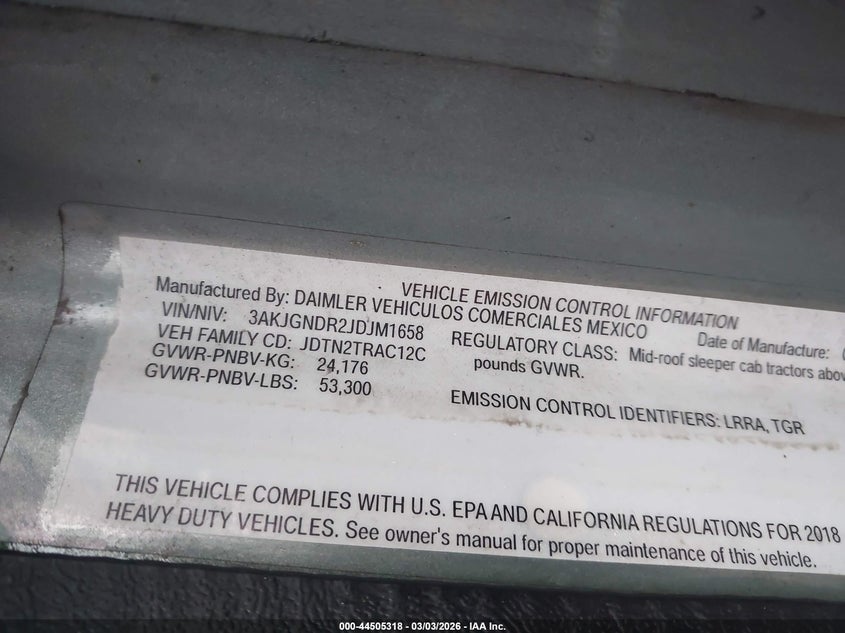 VEHICLE EMISSION CONTROL INFORMATION
Manufactured By: DAIMLER VEHICULOS COMERCIALES MEXICO
Date of Manufacture:
VIN/NIV: 3AKJGNDR2JDJM1658
REGULATORY CLASS: Mid-roof sleeper cab tractors above
VEH FAMILY CD: JDTN2TRAC12C
pounds GVWR.
GVWR-PNBV-KG: 24,176
GVWR-PNBV-LBS: 53,300
EMISSION CONTROL IDENTIFIERS: LRRA, TGR
THIS VEHICLE COMPLIES WITH U.S. EPA AND CALIFORNIA REGULATIONS FOR 2018
HEAVY DUTY VEHICLES. See owner's manual for proper maintenance of this vehicle.
000-44505318 - 03/03/2026 - IAA Inc.